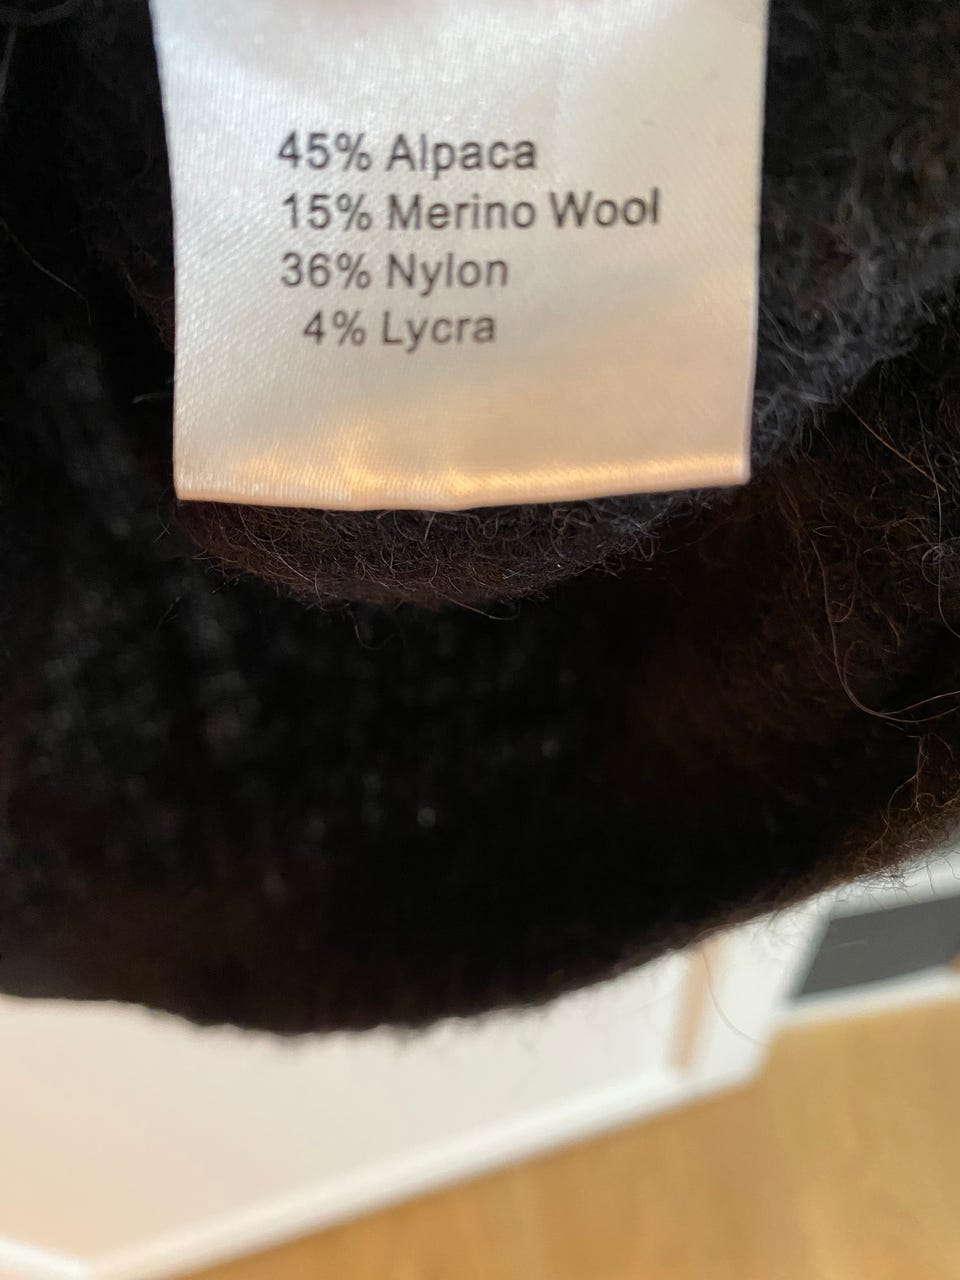 45% Alpaca
15% Merino Wool
36% Nylon
4% Lycra